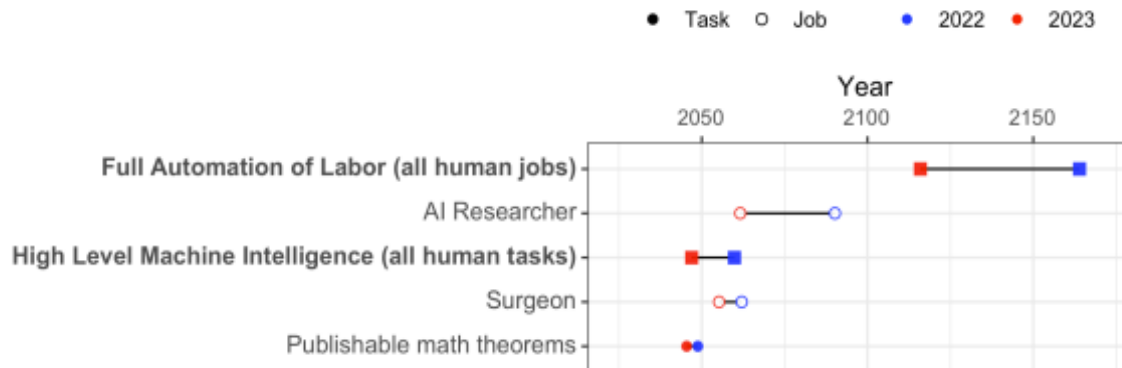 Task Job 2022 2023
Year
2050 2100 2150
Full Automation of Labor (all human jobs)
AI Researcher
High Level Machine Intelligence (all human tasks)
Surgeon
Publishable math theorems